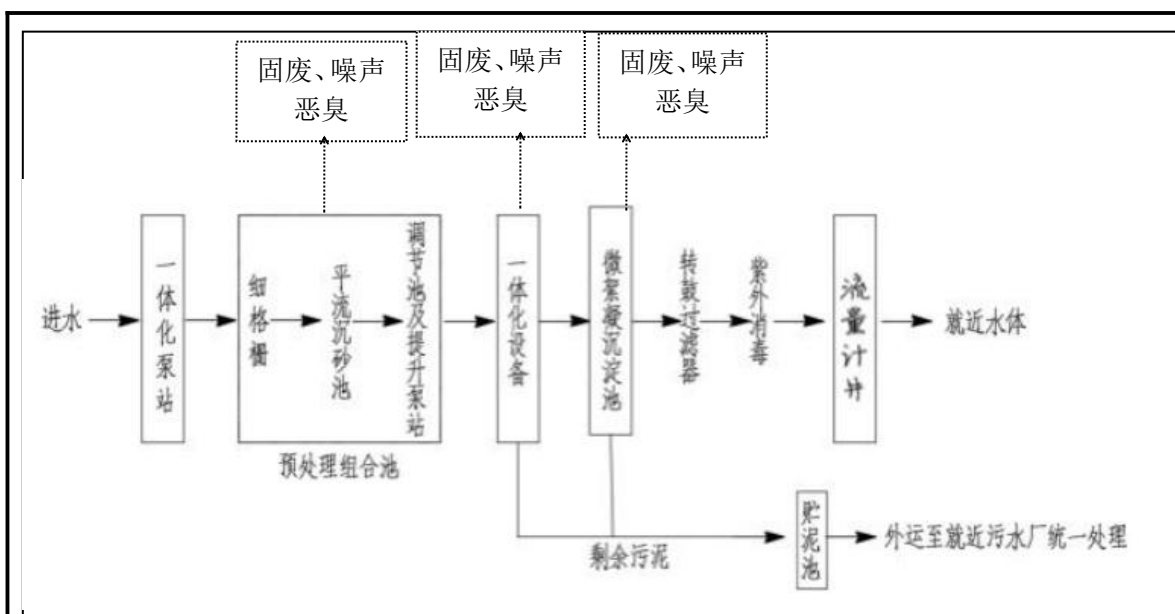 固废、噪声
恶臭
固废、噪声
恶臭
固废、噪声
恶臭
进水
一体化泵站
细格栅
平流沉砂池
调节池及提升泵站
预处理组合池
一体化设备
微絮凝沉淀池
转鼓过滤器
紫外消毒
流量计井
就近水体
剩余污泥
贮泥池
外运至就近污水厂统一处理